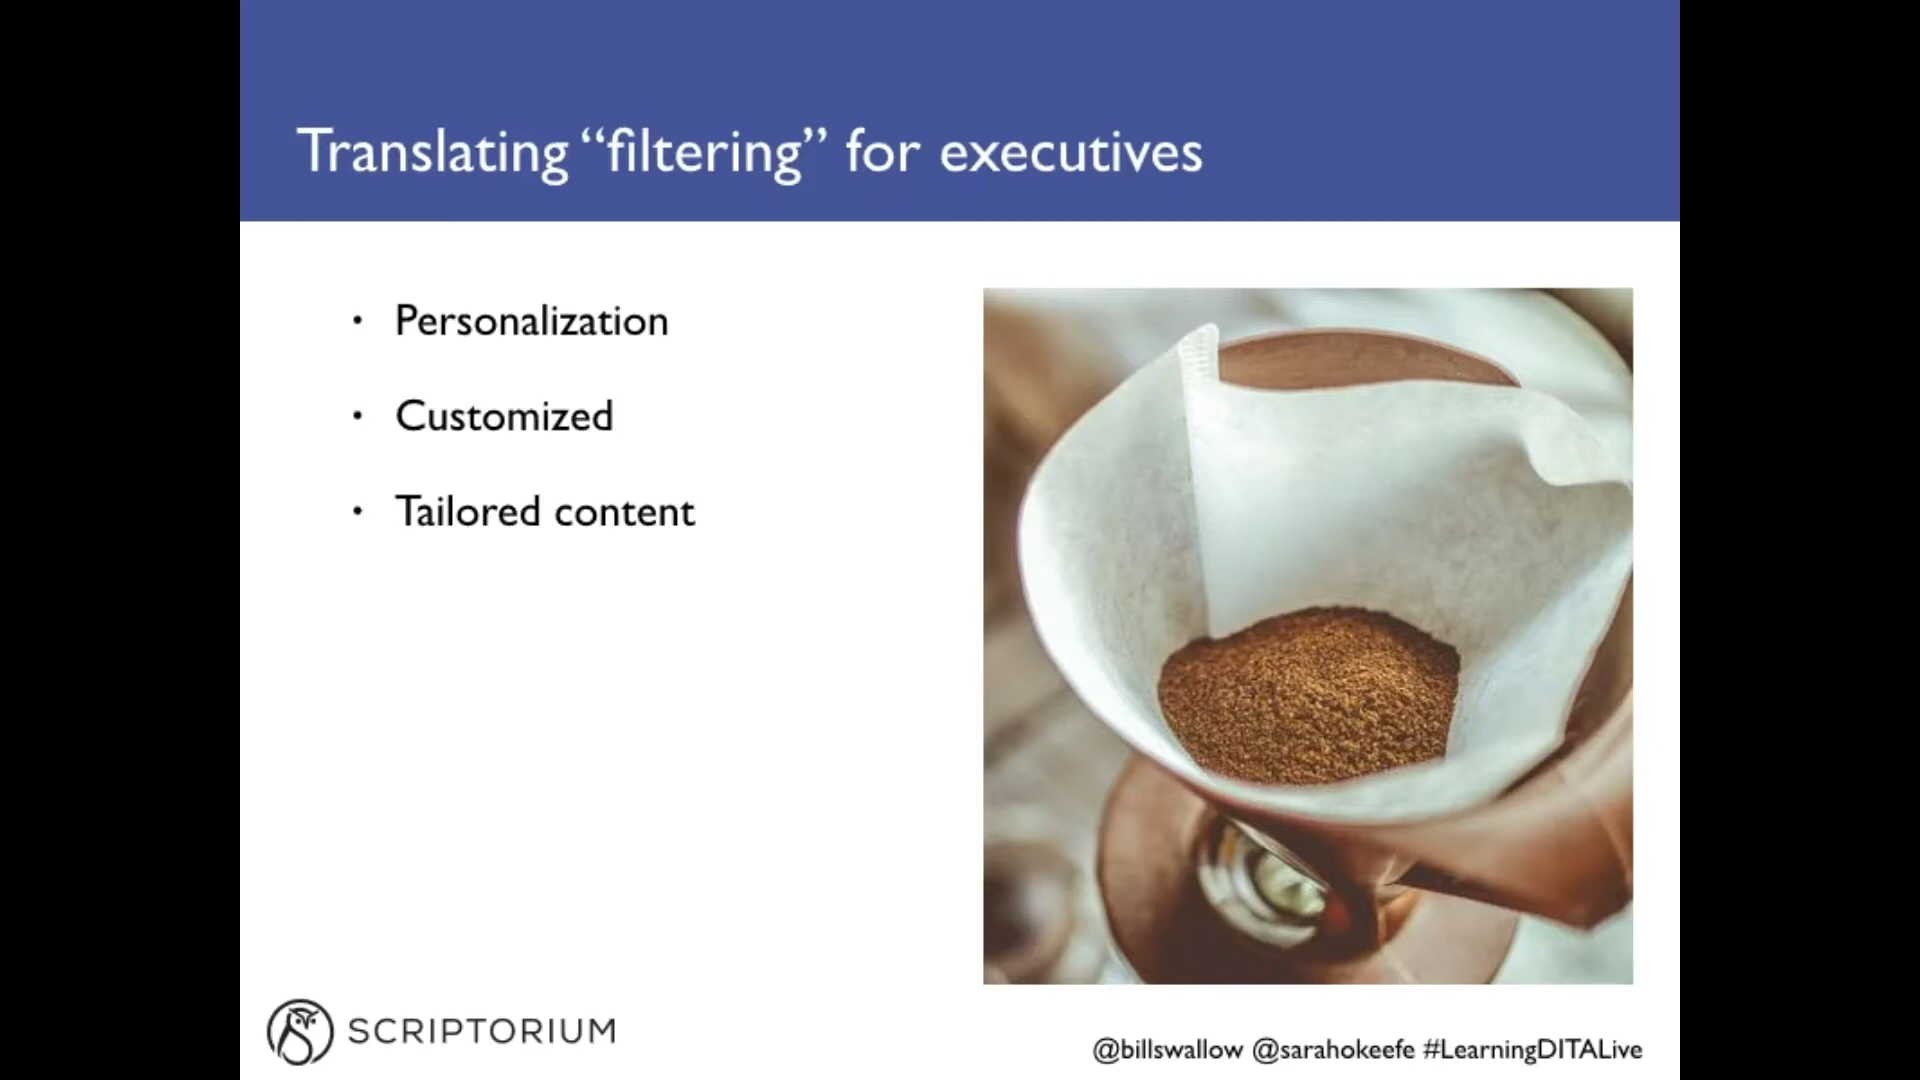 Translating “filtering” for executives
• Personalization
• Customized
• Tailored content
SCRIPTORIUM
@billswallow @sarahokeefe #LearningDITALive